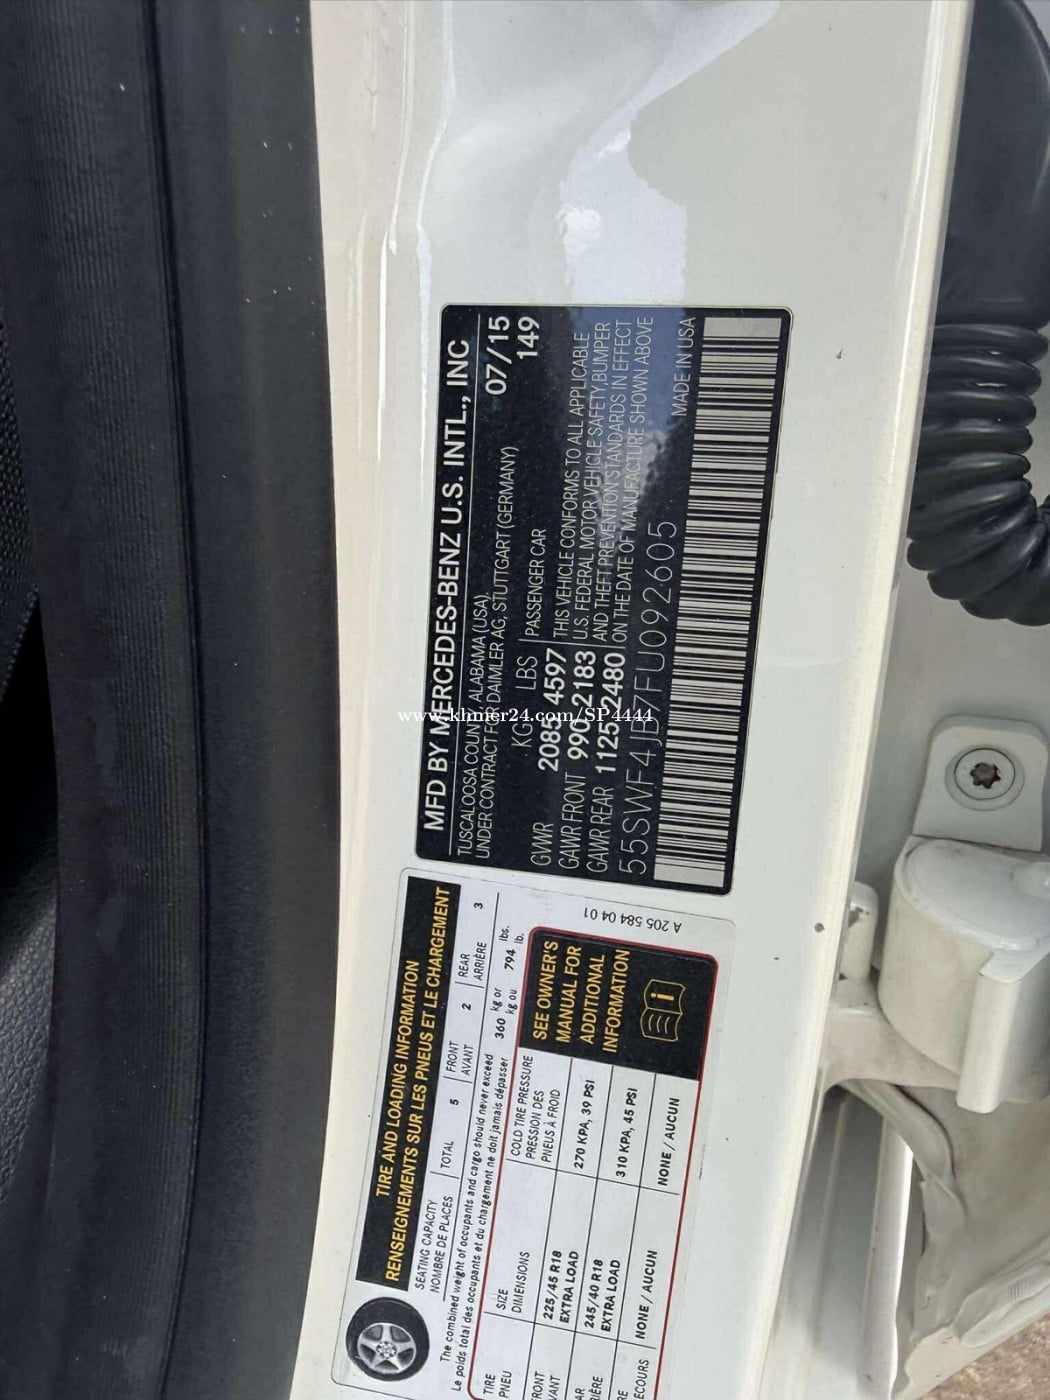 MFD BY MERCEDES-BENZ U.S. INTL., INC
TUSCALOOSA COUNTY, ALABAMA (USA),
UNDER CONTRACT FOR DAIMLER AG, STUTTGART (GERMANY)
07/15
149
KG LBS
GVWR 2085 4597
GAWR FRONT 990 2183
GAWR REAR 1125 2480
PASSENGER CAR
THIS VEHICLE CONFORMS TO ALL APPLICABLE
U.S. FEDERAL MOTOR VEHICLE SAFETY, BUMPER
AND THEFT PREVENTION STANDARDS IN EFFECT
ON THE DATE OF MANUFACTURE SHOWN ABOVE
55SWF4JB7FU092605
MADE IN USA
www.khmer24.com/SP4444
TIRE AND LOADING INFORMATION
RENSEIGNEMENTS SUR LES PNEUS ET LE CHARGEMENT
SEATING CAPACITY TOTAL 5 FRONT 2 REAR 3
NOMBRE DE PLACES AVANT ARRIÈRE
The combined weight of occupants and cargo should never exceed 360 kg or 794 lbs.
Le poids total des occupants et du chargement ne doit jamais dépasser kg ou lb.
TIRE SIZE COLD TIRE PRESSURE
PNEU DIMENSIONS PRESSION DES
PNEUS À FROID
RONT 225/45 R18 270 KPA, 39 PSI
VANT EXTRA LOAD
AR 245/40 R18 310 KPA, 45 PSI
RIÈRE EXTRA LOAD
RE NONE / AUCUN NONE / AUCUN
ECOURS
SEE OWNER'S
MANUAL FOR
ADDITIONAL
INFORMATION
i
A 205 584 04 01